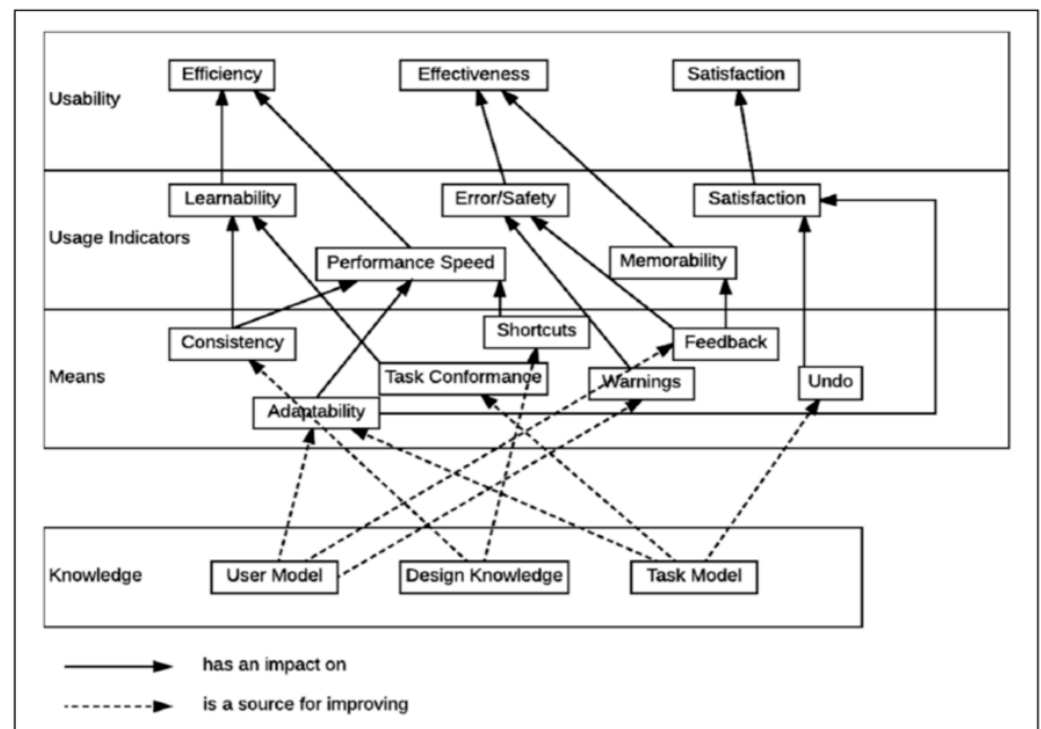 Efficiency
Effectiveness
Satisfaction
Usability
Learnability
Error/Safety
Satisfaction
Usage Indicators
Performance Speed
Memorability
Consistency
Shortcuts
Feedback
Means
Task Conformance
Warnings
Undo
Adaptability
Knowledge
User Model
Design Knowledge
Task Model
has an impact on
is a source for improving